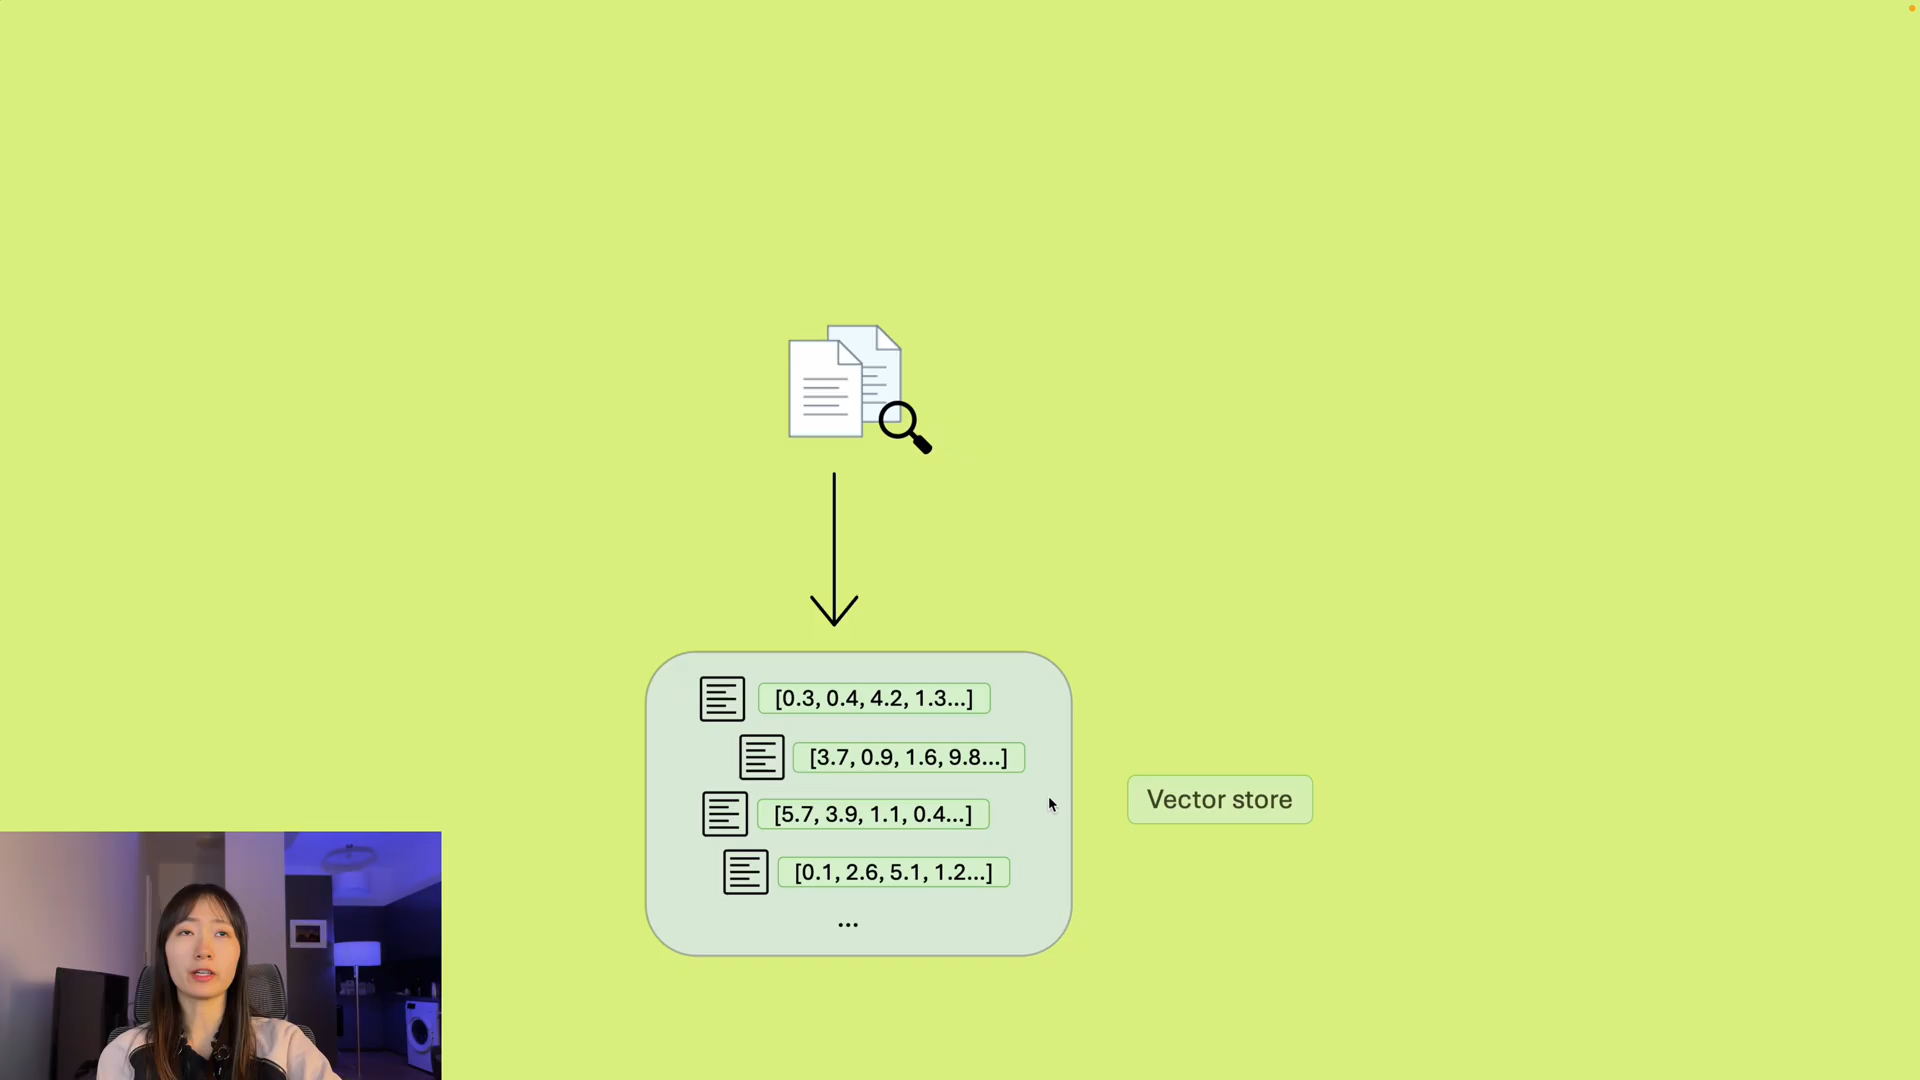 [0.3, 0.4, 4.2, 1.3...]
[3.7, 0.9, 1.6, 9.8...]
[5.7, 3.9, 1.1, 0.4...]
Vector store
[0.1, 2.6, 5.1, 1.2...]
...